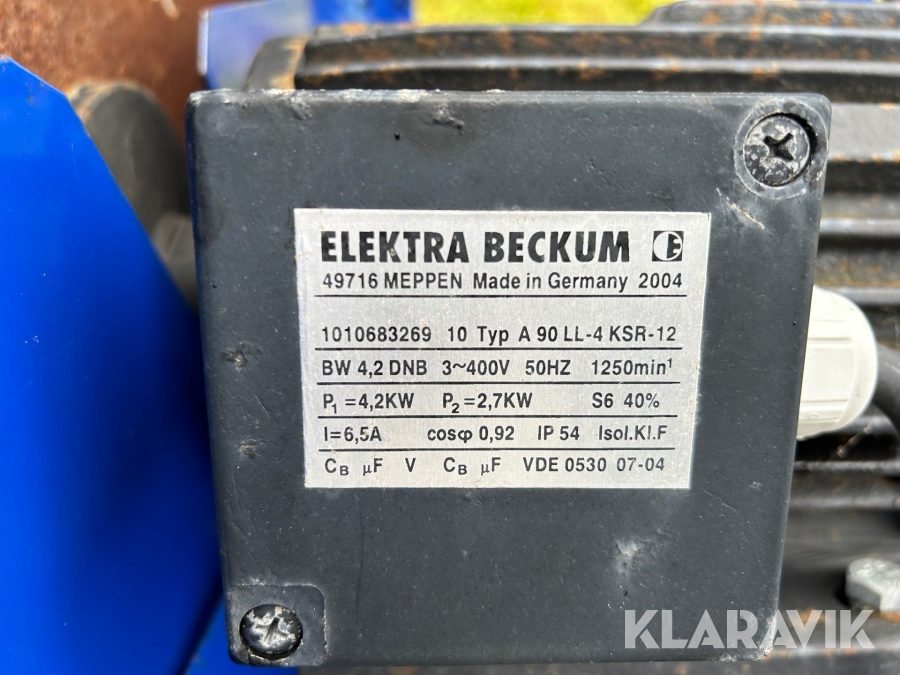 ELEKTRA BECKUM
49716 MEPPEN Made in Germany 2004
1010683269 10 Typ A 90 LL-4 KSR-12
BW 4,2 DNB 3~400V 50HZ 1250min¹
P₁ =4,2KW P₂ =2,7KW S6 40%
I=6,5A cosφ 0,92 IP 54 Isol.Kl.F
C_B μF V C_B μF VDE 0530 07-04
KLARAVIK